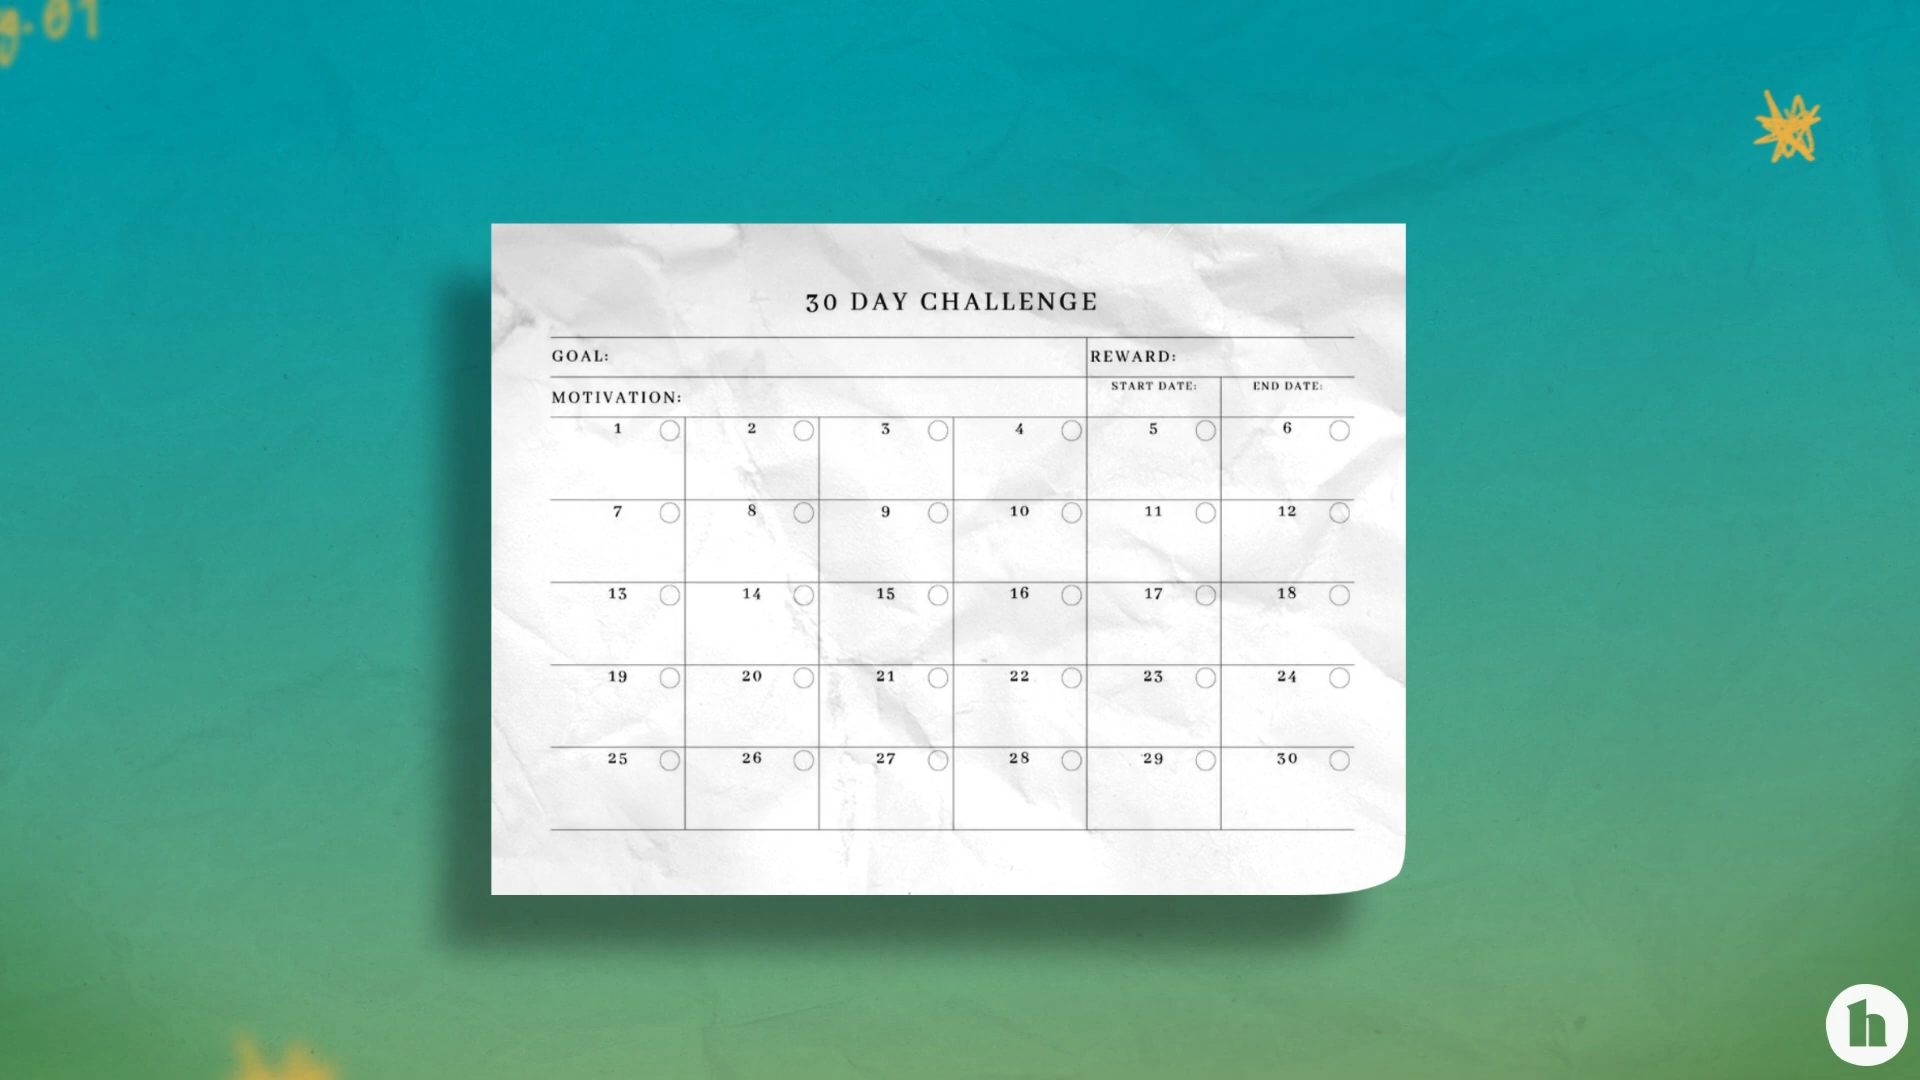 g.01
30 DAY CHALLENGE
GOAL:
REWARD:
MOTIVATION:
START DATE:
END DATE:
1 2 3 4 5 6
7 8 9 10 11 12
13 14 15 16 17 18
19 20 21 22 23 24
25 26 27 28 29 30
h